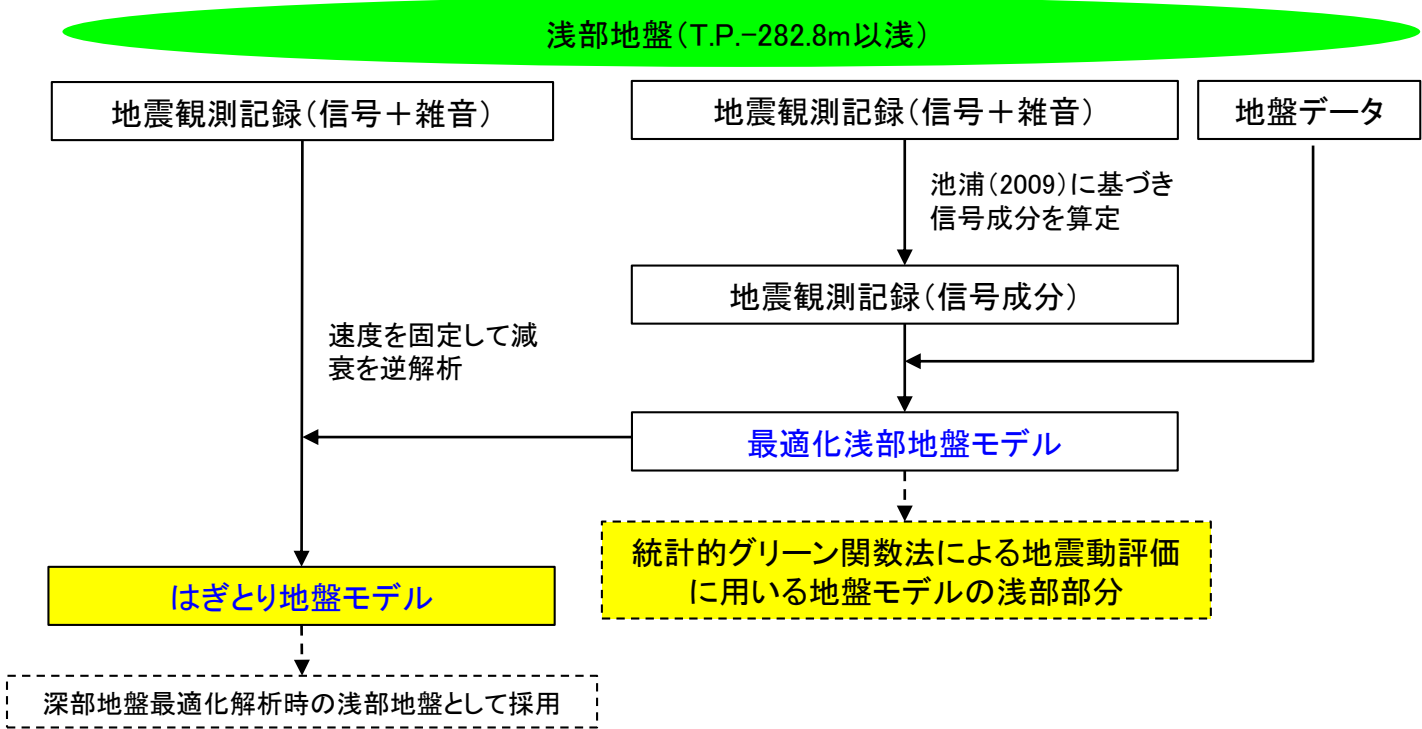 浅部地盤（T.P.-282.8m以浅）
地震観測記録（信号＋雑音）
地震観測記録（信号＋雑音）
地盤データ
池浦（2009）に基づき
信号成分を算定
地震観測記録（信号成分）
速度を固定して減
衰を逆解析
最適化浅部地盤モデル
統計的グリーン関数法による地震動評価
に用いる地盤モデルの浅部部分
はぎとり地盤モデル
深部地盤最適化解析時の浅部地盤として採用